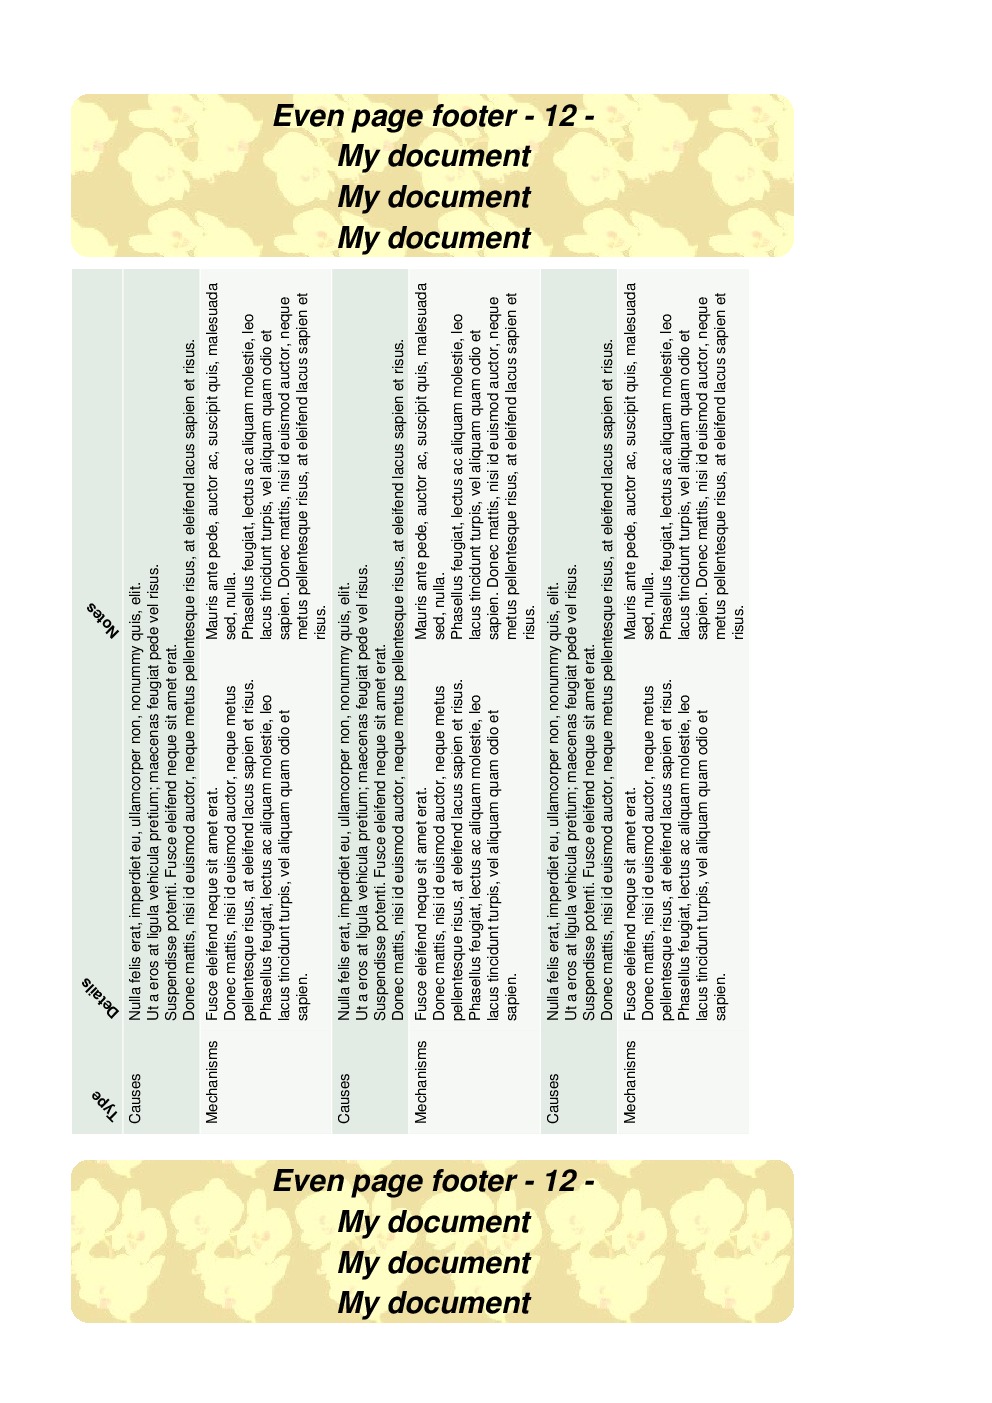 Even page footer - 12 -
My document
My document
My document
Type
Details
Notes
Causes
Nulla felis erat, imperdiet eu, ullamcorper non, nonummy quis, elit.
Ut a eros at ligula vehicula pretium; maecenas feugiat pede vel risus.
Suspendisse potenti. Fusce eleifend neque sit amet erat.
Donec mattis, nisi id euismod auctor, neque metus pellentesque risus, at eleifend lacus sapien et risus.
Mechanisms
Fusce eleifend neque sit amet erat.
Donec mattis, nisi id euismod auctor, neque metus
pellentesque risus, at eleifend lacus sapien et risus.
Phasellus feugiat, lectus ac aliquam molestie, leo
lacus tincidunt turpis, vel aliquam quam odio et
sapien.
Mauris ante pede, auctor ac, suscipit quis, malesuada
sed, nulla.
Phasellus feugiat, lectus ac aliquam molestie, leo
lacus tincidunt turpis, vel aliquam quam odio et
sapien. Donec mattis, nisi id euismod auctor, neque
metus pellentesque risus, at eleifend lacus sapien et
risus.
Causes
Nulla felis erat, imperdiet eu, ullamcorper non, nonummy quis, elit.
Ut a eros at ligula vehicula pretium; maecenas feugiat pede vel risus.
Suspendisse potenti. Fusce eleifend neque sit amet erat.
Donec mattis, nisi id euismod auctor, neque metus pellentesque risus, at eleifend lacus sapien et risus.
Mechanisms
Fusce eleifend neque sit amet erat.
Donec mattis, nisi id euismod auctor, neque metus
pellentesque risus, at eleifend lacus sapien et risus.
Phasellus feugiat, lectus ac aliquam molestie, leo
lacus tincidunt turpis, vel aliquam quam odio et
sapien.
Mauris ante pede, auctor ac, suscipit quis, malesuada
sed, nulla.
Phasellus feugiat, lectus ac aliquam molestie, leo
lacus tincidunt turpis, vel aliquam quam odio et
sapien. Donec mattis, nisi id euismod auctor, neque
metus pellentesque risus, at eleifend lacus sapien et
risus.
Causes
Nulla felis erat, imperdiet eu, ullamcorper non, nonummy quis, elit.
Ut a eros at ligula vehicula pretium; maecenas feugiat pede vel risus.
Suspendisse potenti. Fusce eleifend neque sit amet erat.
Donec mattis, nisi id euismod auctor, neque metus pellentesque risus, at eleifend lacus sapien et risus.
Mechanisms
Fusce eleifend neque sit amet erat.
Donec mattis, nisi id euismod auctor, neque metus
pellentesque risus, at eleifend lacus sapien et risus.
Phasellus feugiat, lectus ac aliquam molestie, leo
lacus tincidunt turpis, vel aliquam quam odio et
sapien.
Mauris ante pede, auctor ac, suscipit quis, malesuada
sed, nulla.
Phasellus feugiat, lectus ac aliquam molestie, leo
lacus tincidunt turpis, vel aliquam quam odio et
sapien. Donec mattis, nisi id euismod auctor, neque
metus pellentesque risus, at eleifend lacus sapien et
risus.
Even page footer - 12 -
My document
My document
My document